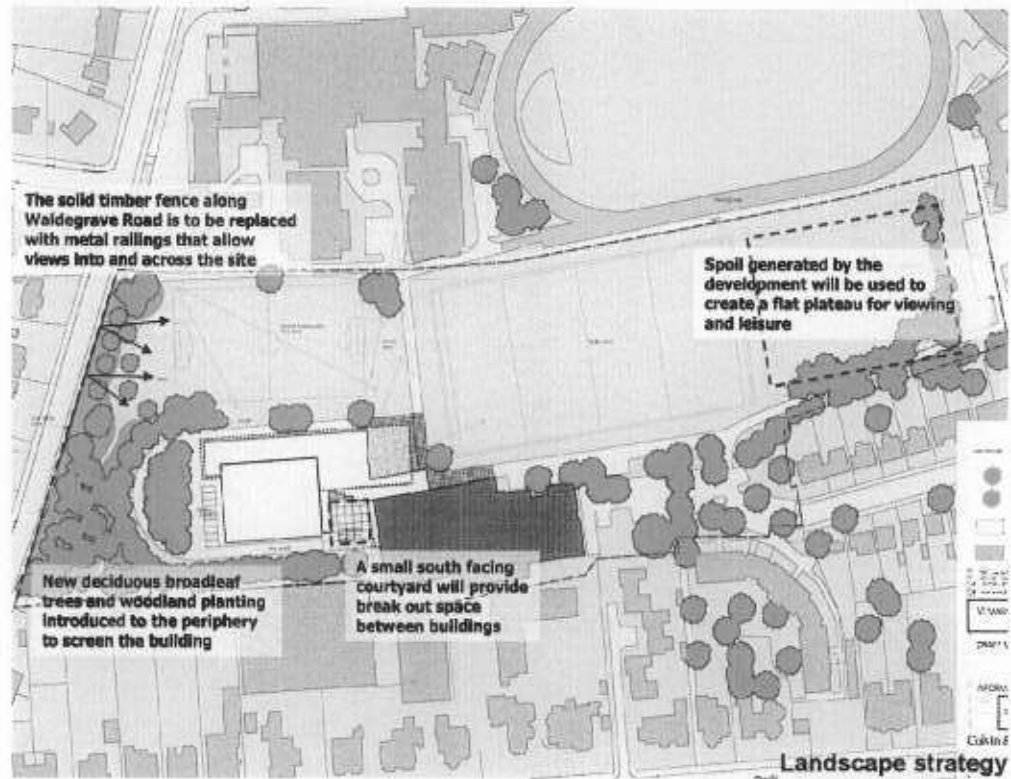 The solid timber fence along
Waldegrave Road is to be replaced
with metal railings that allow
views into and across the site
Spoil generated by the
development will be used to
create a flat plateau for viewing
and leisure
New deciduous broadleaf
trees and woodland planting
introduced to the periphery
to screen the building
A small south facing
courtyard will provide
break out space
between buildings
Landscape strategy